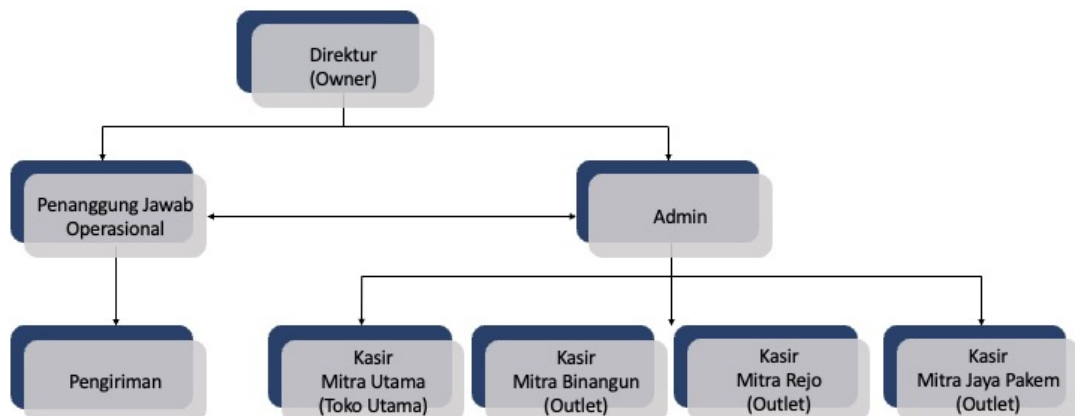 Direktur
(Owner)
Penanggung Jawab
Operasional
Admin
Pengiriman
Kasir
Mitra Utama
(Toko Utama)
Kasir
Mitra Binangun
(Outlet)
Kasir
Mitra Rejo
(Outlet)
Kasir
Mitra Jaya Pakem
(Outlet)